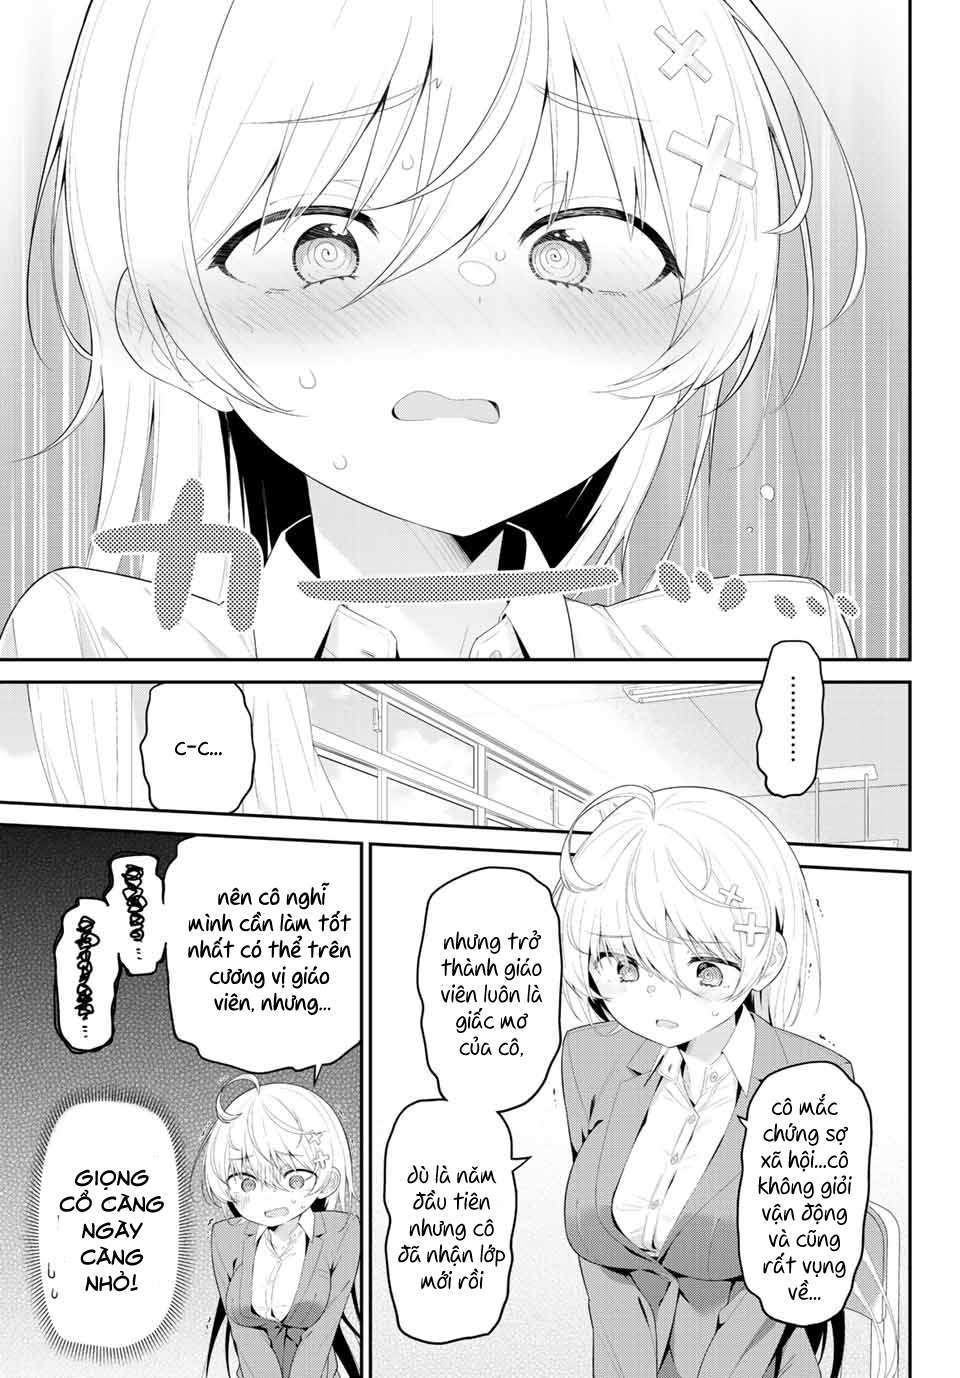 カーッ
.........
C-C...
cô mắc
chứng sợ
xã hội...cô
không giỏi
vận động
và cũng
rất vụng
về...
nhưng trở
thành giáo
viên luôn là
giấc mơ
của cô,
dù là năm
đầu tiên
nhưng cô
đã nhận lớp
mới rồi
nên cô nghĩ
mình cần làm tốt
nhất có thể trên
cương vị giáo
viên, nhưng...
GIỌNG
CỔ CÀNG
NGÀY
CÀNG
NHỎ!